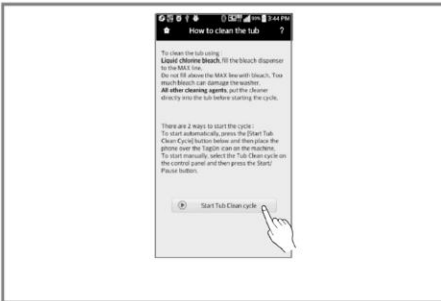 3:44 PM
How to clean the tub ?
To clean the tub using :
Liquid chlorine bleach, fill the bleach dispenser
to the MAX line.
Do not fill above the MAX line with bleach. Too
much bleach can damage the washer.
All other cleaning agents, put the cleaner
directly into the tub before starting the cycle.
There are 2 ways to start the cycle :
To start automatically, press the [Start Tub
Clean Cycle] button below and then place the
phone over the TagOn icon on the machine.
To start manually, select the Tub Clean cycle on
the control panel and then press the Start/
Pause button.
Start Tub Clean cycle